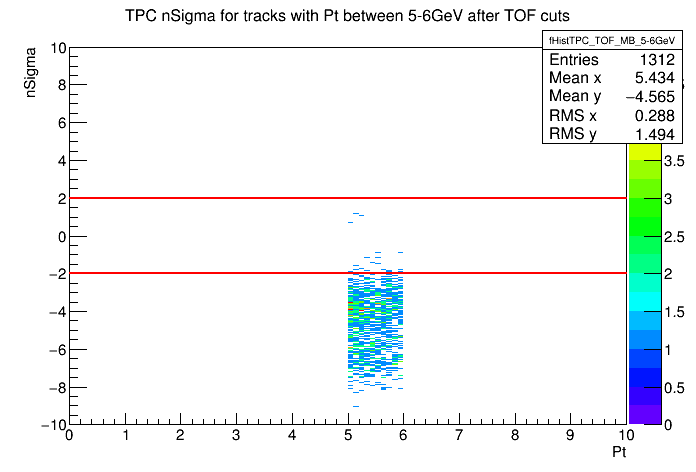 TPC nSigma for tracks with Pt between 5-6GeV after TOF cuts
fHistTPC_TOF_MB_5-6GeV
Entries 1312
Mean x 5.434
Mean y −4.565
RMS x 0.288
RMS y 1.494
nSigma
10
8
6
4
2
0
−2
−4
−6
−8
−10
0 1 2 3 4 5 6 7 8 9 10
Pt
3.5
3
2.5
2
1.5
1
0.5
0